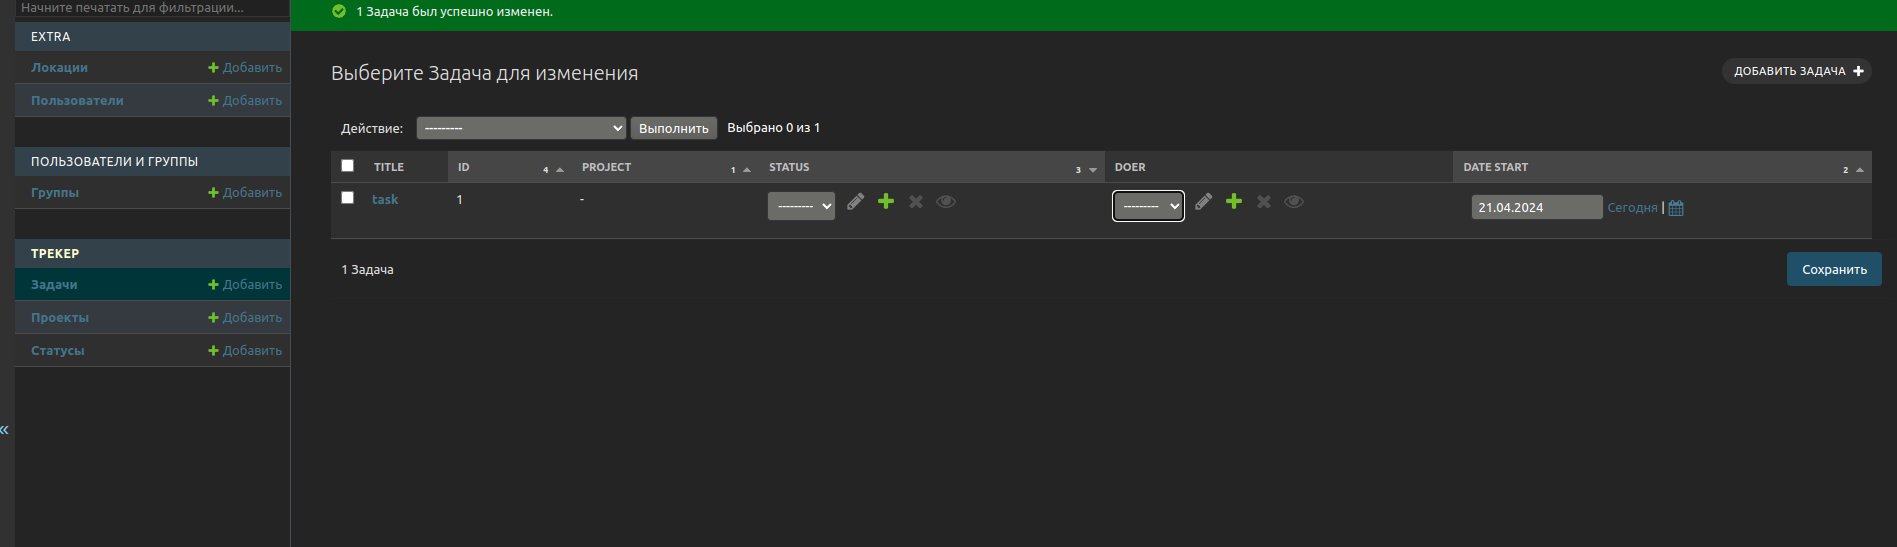 Начните печатать для фильтрации...
EXTRA
Локации Добавить
Пользователи Добавить
ПОЛЬЗОВАТЕЛИ И ГРУППЫ
Группы Добавить
ТРЕКЕР
Задачи Добавить
Проекты Добавить
Статусы Добавить
«
1 Задача был успешно изменен.
Выберите Задача для изменения
ДОБАВИТЬ ЗАДАЧА
Действие: --------- Выполнить Выбрано 0 из 1
TITLE ID 4 PROJECT 1 STATUS 3 DOER DATE START 2
task 1 - --------- --------- 21.04.2024 Сегодня |
1 Задача
Сохранить